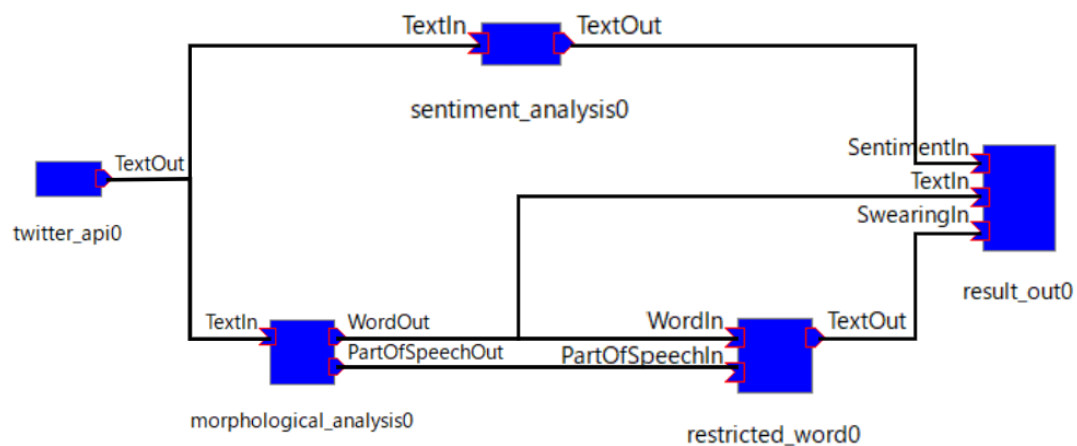 TextIn
TextOut
sentiment_analysis0
TextOut
twitter_api0
SentimentIn
TextIn
SwearingIn
result_out0
TextIn
WordOut
PartOfSpeechOut
morphological_analysis0
WordIn
PartOfSpeechIn
TextOut
restricted_word0